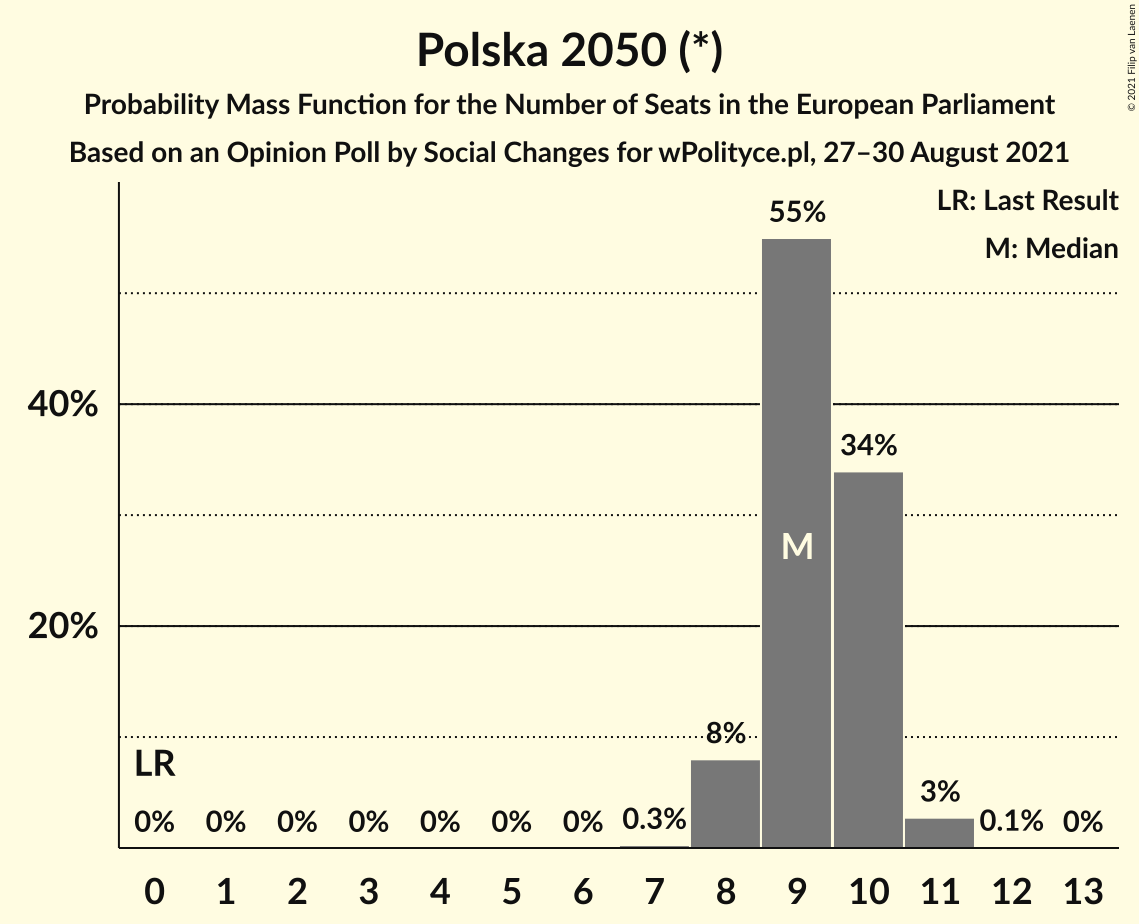 Polska 2050 (*)
Probability Mass Function for the Number of Seats in the European Parliament
Based on an Opinion Poll by Social Changes for wPolityce.pl, 27–30 August 2021
© 2021 Filip van Laenen
LR: Last Result
M: Median
55%
40%
34%
M
20%
8%
LR
3%
0% 0% 0% 0% 0% 0% 0% 0.3% 0.1% 0%
0 1 2 3 4 5 6 7 8 9 10 11 12 13